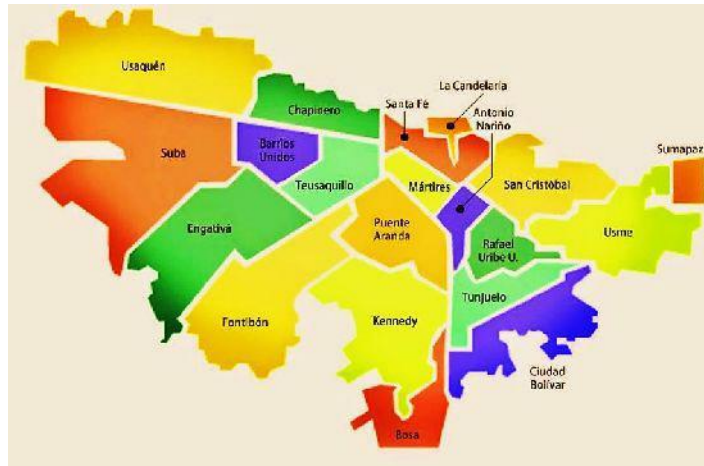 Usaquén
Chapinero
La Candelaria
Santa Fé
Antonio
Nariño
Suba
Barrios
Unidos
Teusaquillo
Mártires
San Cristóbal
Sumapaz
Engativá
Puente
Aranda
Rafael
Uribe U.
Usme
Fontibón
Kennedy
Tunjuelo
Ciudad
Bolívar
Bosa